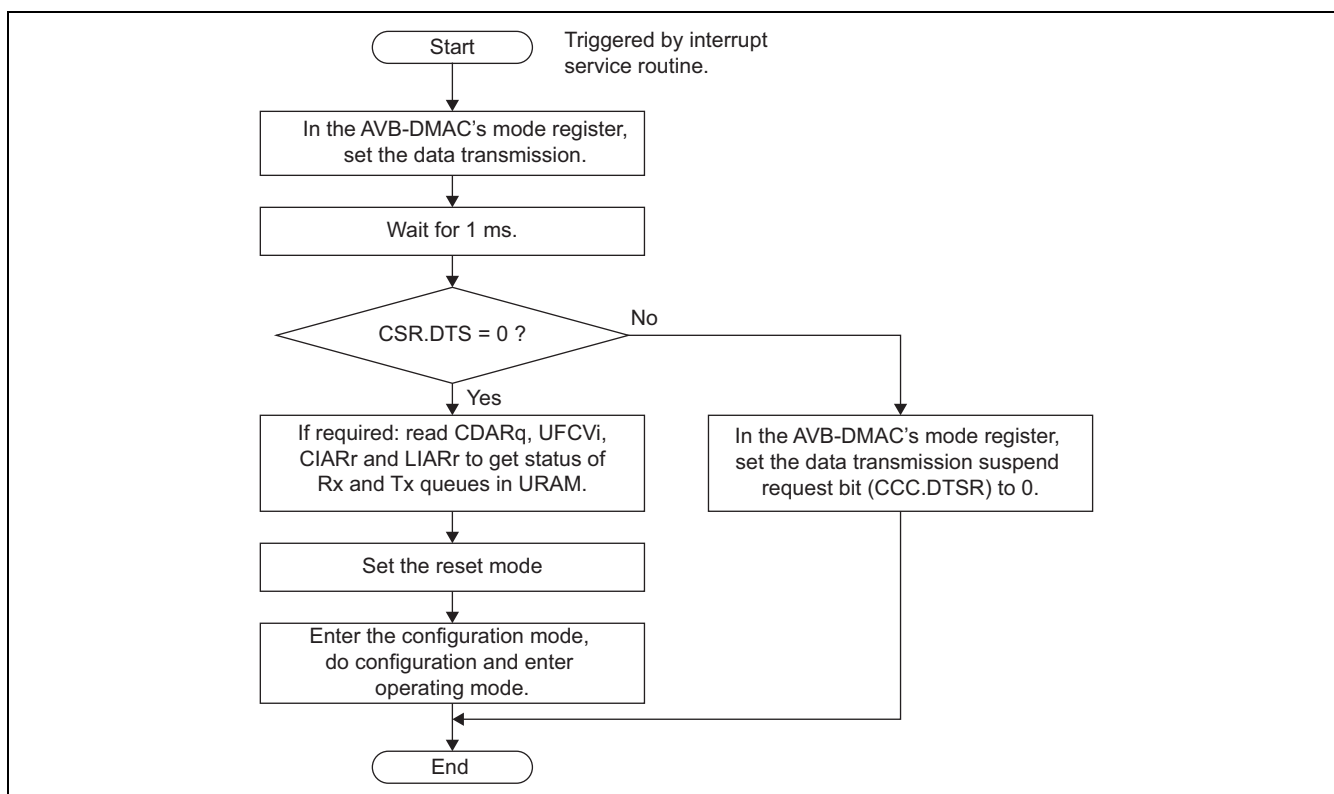 Start
Triggered by interrupt
service routine.
In the AVB-DMAC's mode register,
set the data transmission.
Wait for 1 ms.
CSR.DTS = 0 ?
No
Yes
If required: read CDARq, UFCVi,
CIARr and LIARr to get status of
Rx and Tx queues in URAM.
In the AVB-DMAC's mode register,
set the data transmission suspend
request bit (CCC.DTSR) to 0.
Set the reset mode
Enter the configuration mode,
do configuration and enter
operating mode.
End